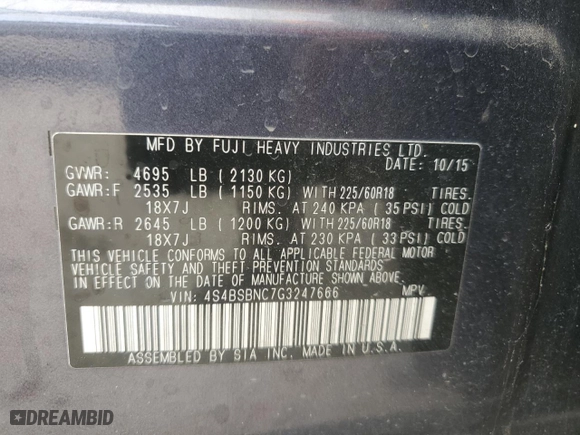 MFD BY FUJI HEAVY INDUSTRIES LTD.
DATE: 10/15
GVWR: 4695 LB ( 2130 KG)
GAWR:F 2535 LB ( 1150 KG) WITH 225/60R18 TIRES.
18X7J RIMS. AT 240 KPA ( 35 PSI) COLD
GAWR:R 2645 LB ( 1200 KG) WITH 225/60R18 TIRES.
18X7J RIMS. AT 230 KPA ( 33 PSI) COLD
THIS VEHICLE CONFORMS TO ALL APPLICABLE FEDERAL MOTOR
VEHICLE SAFETY AND THEFT PREVENTION STANDARDS
IN EFFECT ON THE DATE OF MANUFACTURE SHOWN ABOVE.
VIN: 4S4BSBNC7G3247666 MPV
ASSEMBLED BY SIA INC. MADE IN U.S.A.
DREAMBID